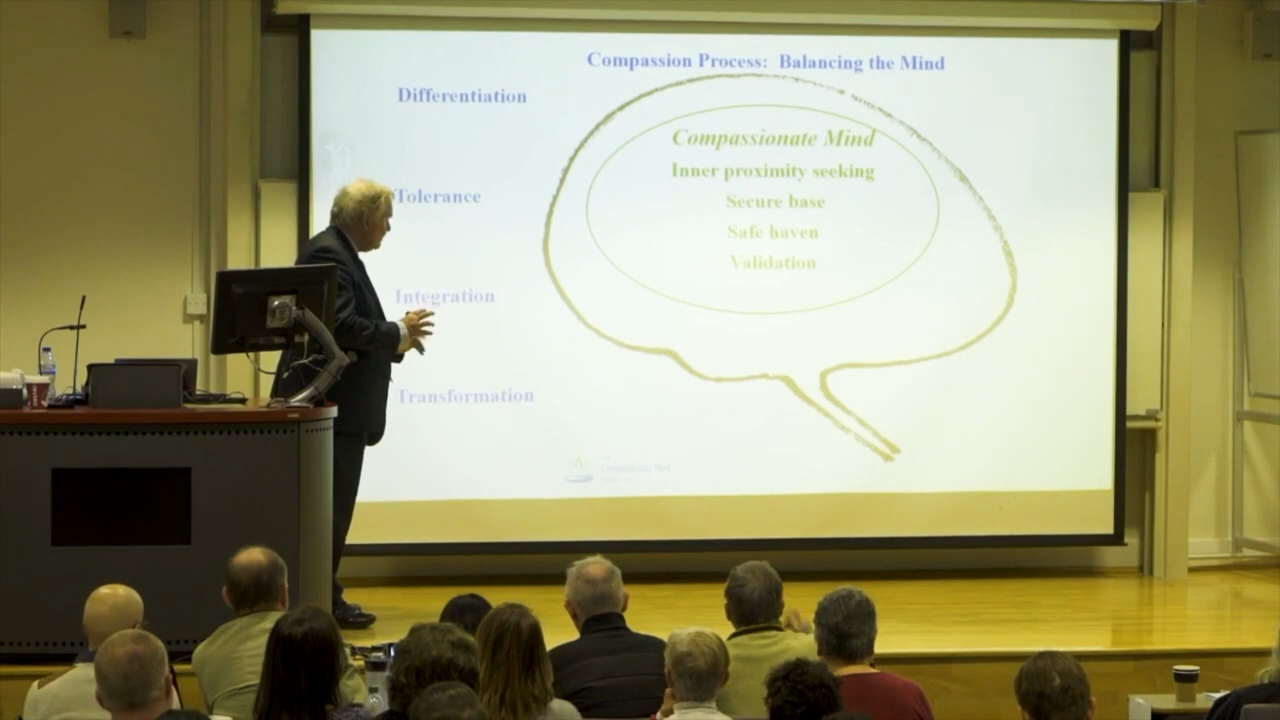 Compassion Process: Balancing the Mind
Differentiation
Compassionate Mind
Inner proximity seeking
Tolerance
Secure base
Safe haven
Validation
Integration
Transformation